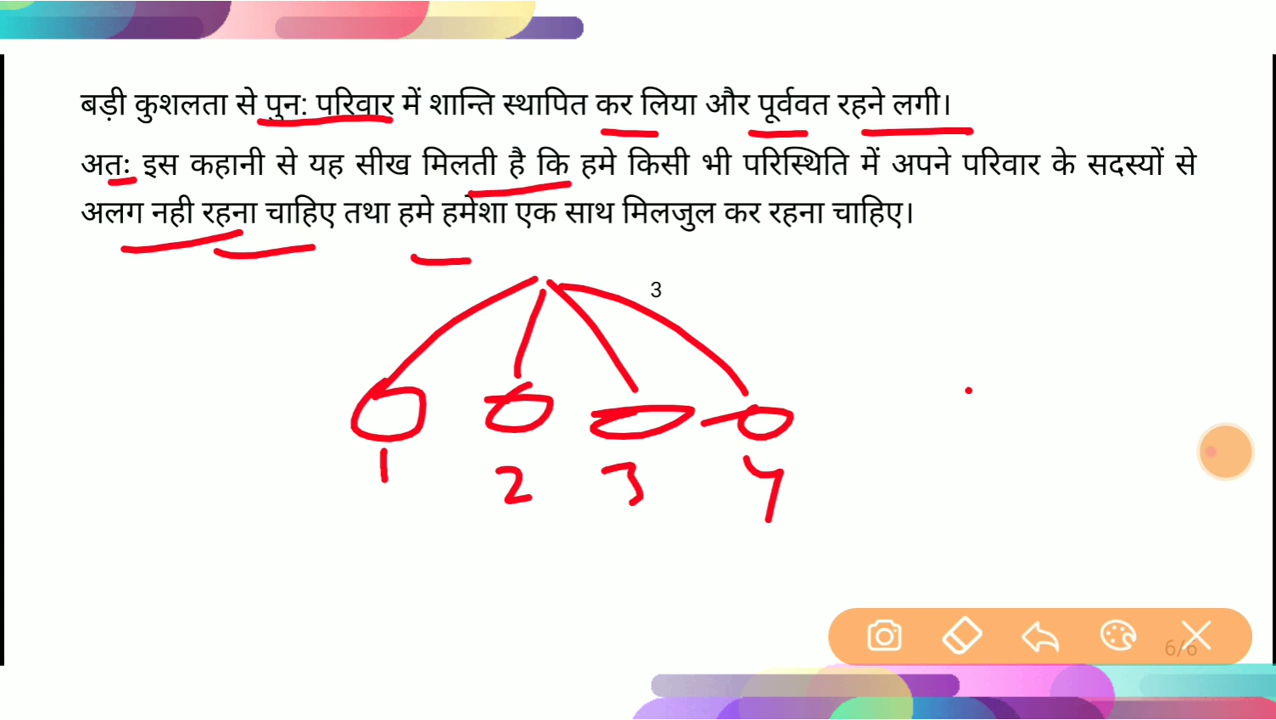 बड़ी कुशलता से पुन: परिवार में शान्ति स्थापित कर लिया और पूर्ववत रहने लगी।
अत: इस कहानी से यह सीख मिलती है कि हमे किसी भी परिस्थिति में अपने परिवार के सदस्यों से
अलग नही रहना चाहिए तथा हमे हमेशा एक साथ मिलजुल कर रहना चाहिए।
3
1 2 3 4
6/6